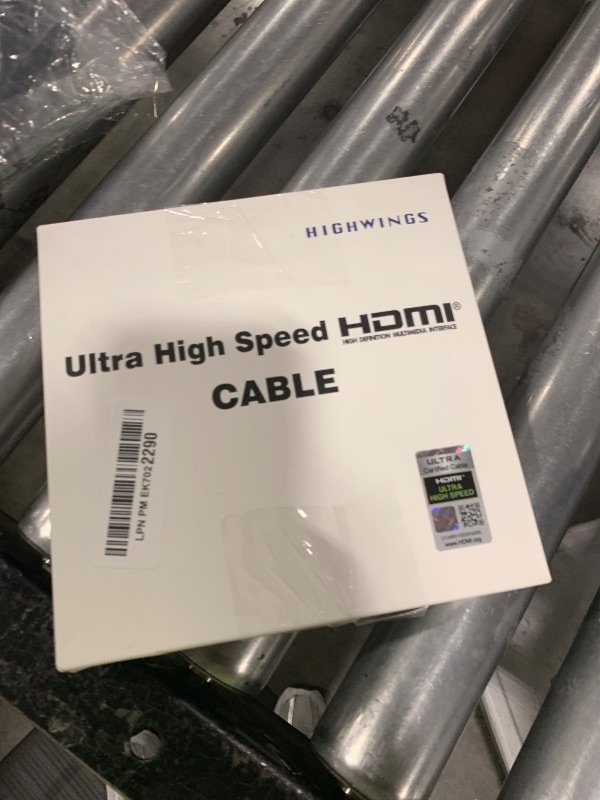 HIGHWINGS
Ultra High Speed HDMI®
HIGH DEFINITION MULTIMEDIA INTERFACE
CABLE
LPN PM EK702 2290
ULTRA
Certified Cable
HDMI
ULTRA
HIGH SPEED
www.HDMI.org